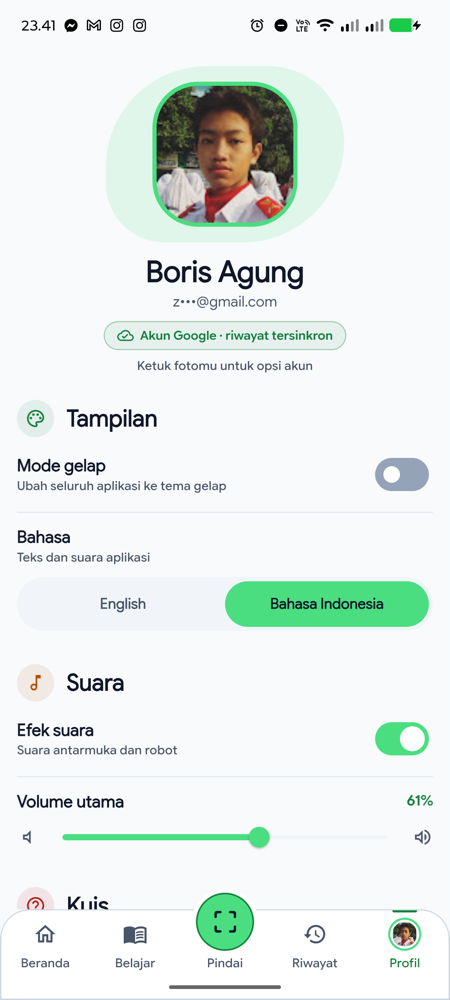 23.41
Vo
LTE
Boris Agung
z•••@gmail.com
Akun Google · riwayat tersinkron
Ketuk fotomu untuk opsi akun
Tampilan
Mode gelap
Ubah seluruh aplikasi ke tema gelap
Bahasa
Teks dan suara aplikasi
English
Bahasa Indonesia
Suara
Efek suara
Suara antarmuka dan robot
Volume utama
61%
Kuis
Beranda
Belajar
Pindai
Riwayat
Profil